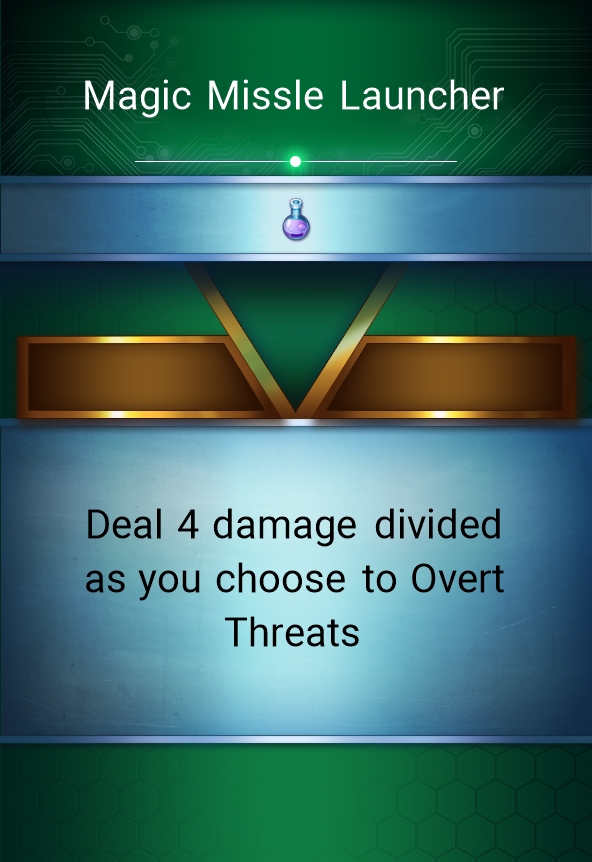 Magic Missle Launcher
Deal 4 damage divided
as you choose to Overt
Threats